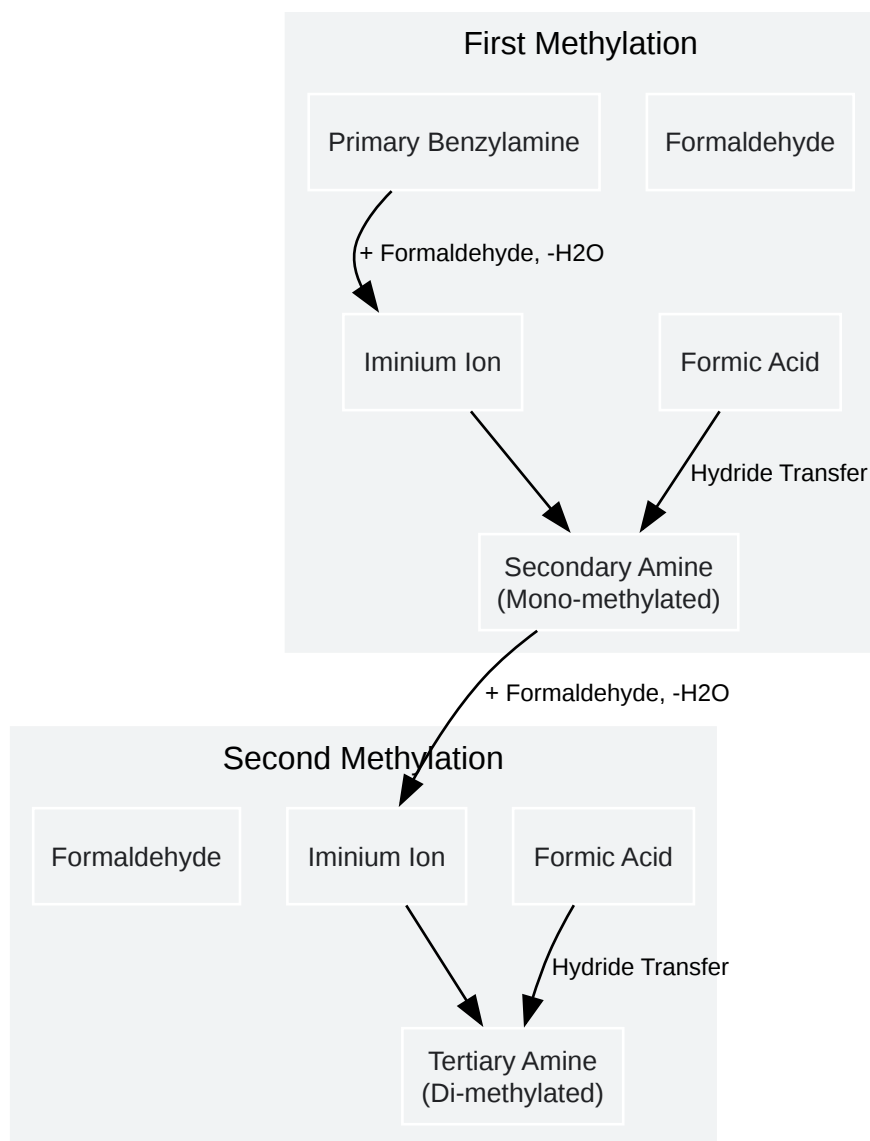 First Methylation
Primary Benzylamine
Formaldehyde
+ Formaldehyde, -H2O
Iminium Ion
Formic Acid
Hydride Transfer
Secondary Amine
(Mono-methylated)
+ Formaldehyde, -H2O
Second Methylation
Formaldehyde
Iminium Ion
Formic Acid
Hydride Transfer
Tertiary Amine
(Di-methylated)